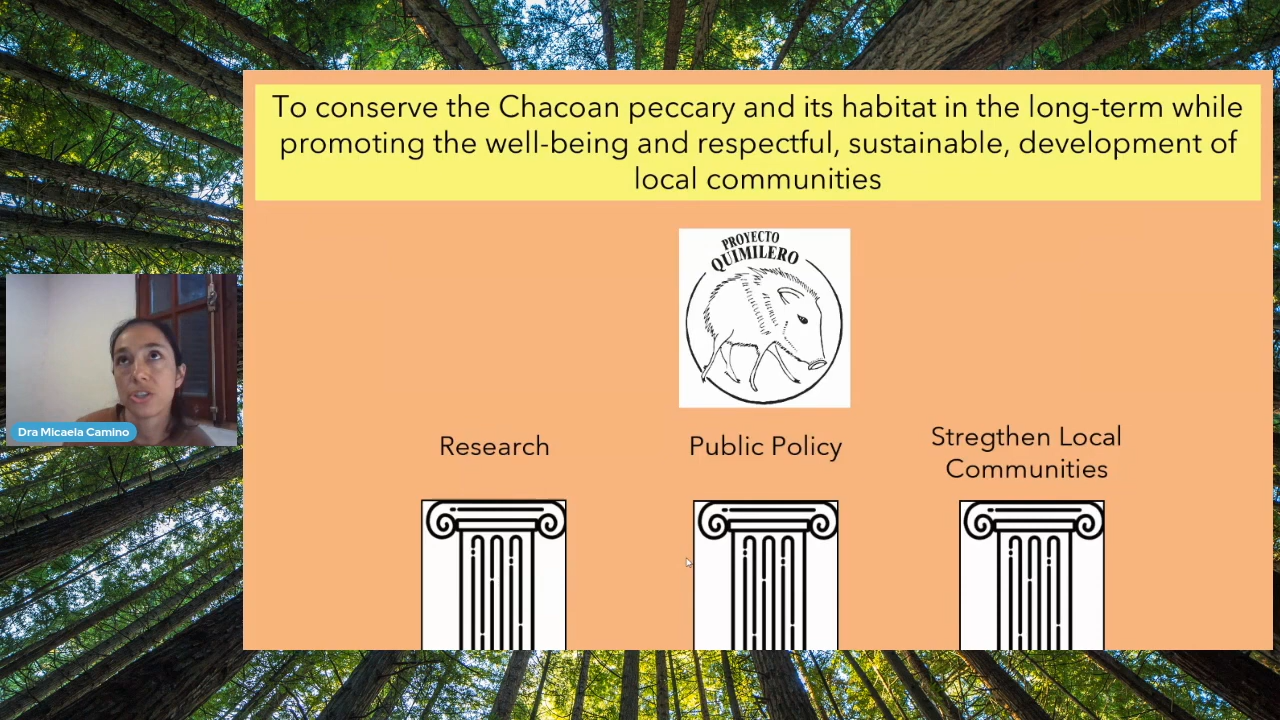 To conserve the Chacoan peccary and its habitat in the long-term while
promoting the well-being and respectful, sustainable, development of
local communities
PROYECTO
QUIMILERO
Research
Public Policy
Stregthen Local
Communities
Dra Micaela Camino